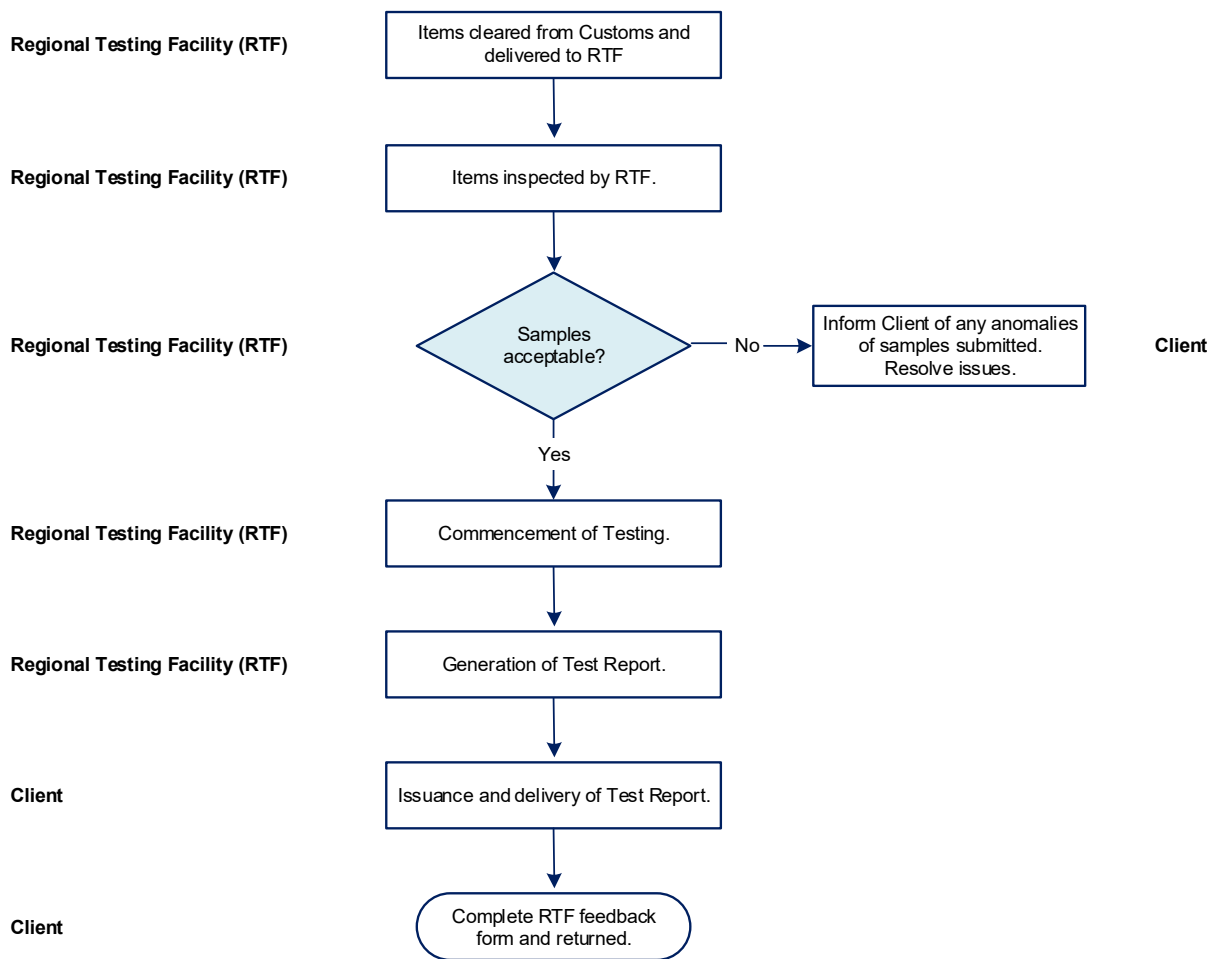 Regional Testing Facility (RTF)
Items cleared from Customs and
delivered to RTF
Regional Testing Facility (RTF)
Items inspected by RTF.
Regional Testing Facility (RTF)
Samples
acceptable?
No
Inform Client of any anomalies
of samples submitted.
Resolve issues.
Client
Yes
Regional Testing Facility (RTF)
Commencement of Testing.
Regional Testing Facility (RTF)
Generation of Test Report.
Client
Issuance and delivery of Test Report.
Client
Complete RTF feedback
form and returned.